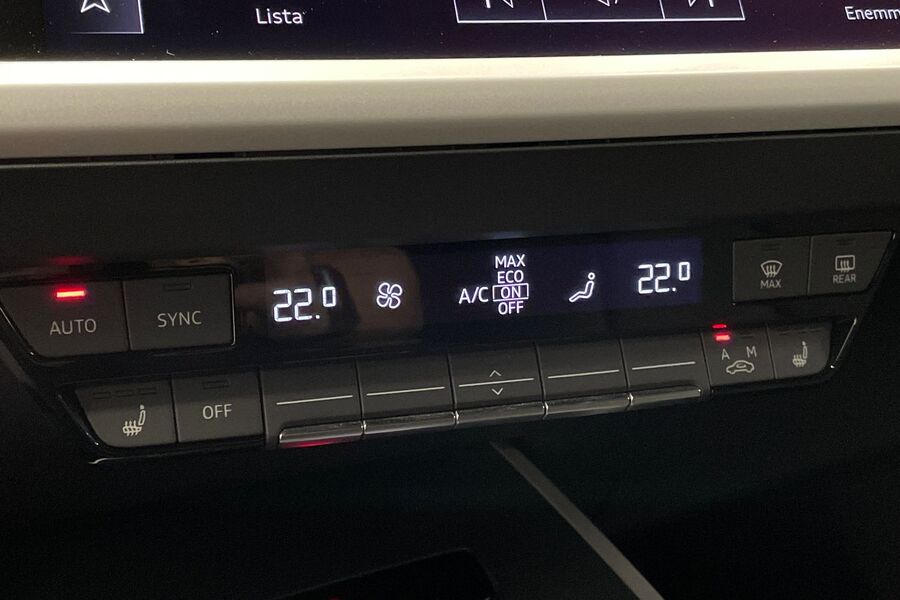 Lista
Enemm
MAX
ECO
A/C ON
OFF
22.0
22.0
AUTO
SYNC
MAX
REAR
OFF
A M